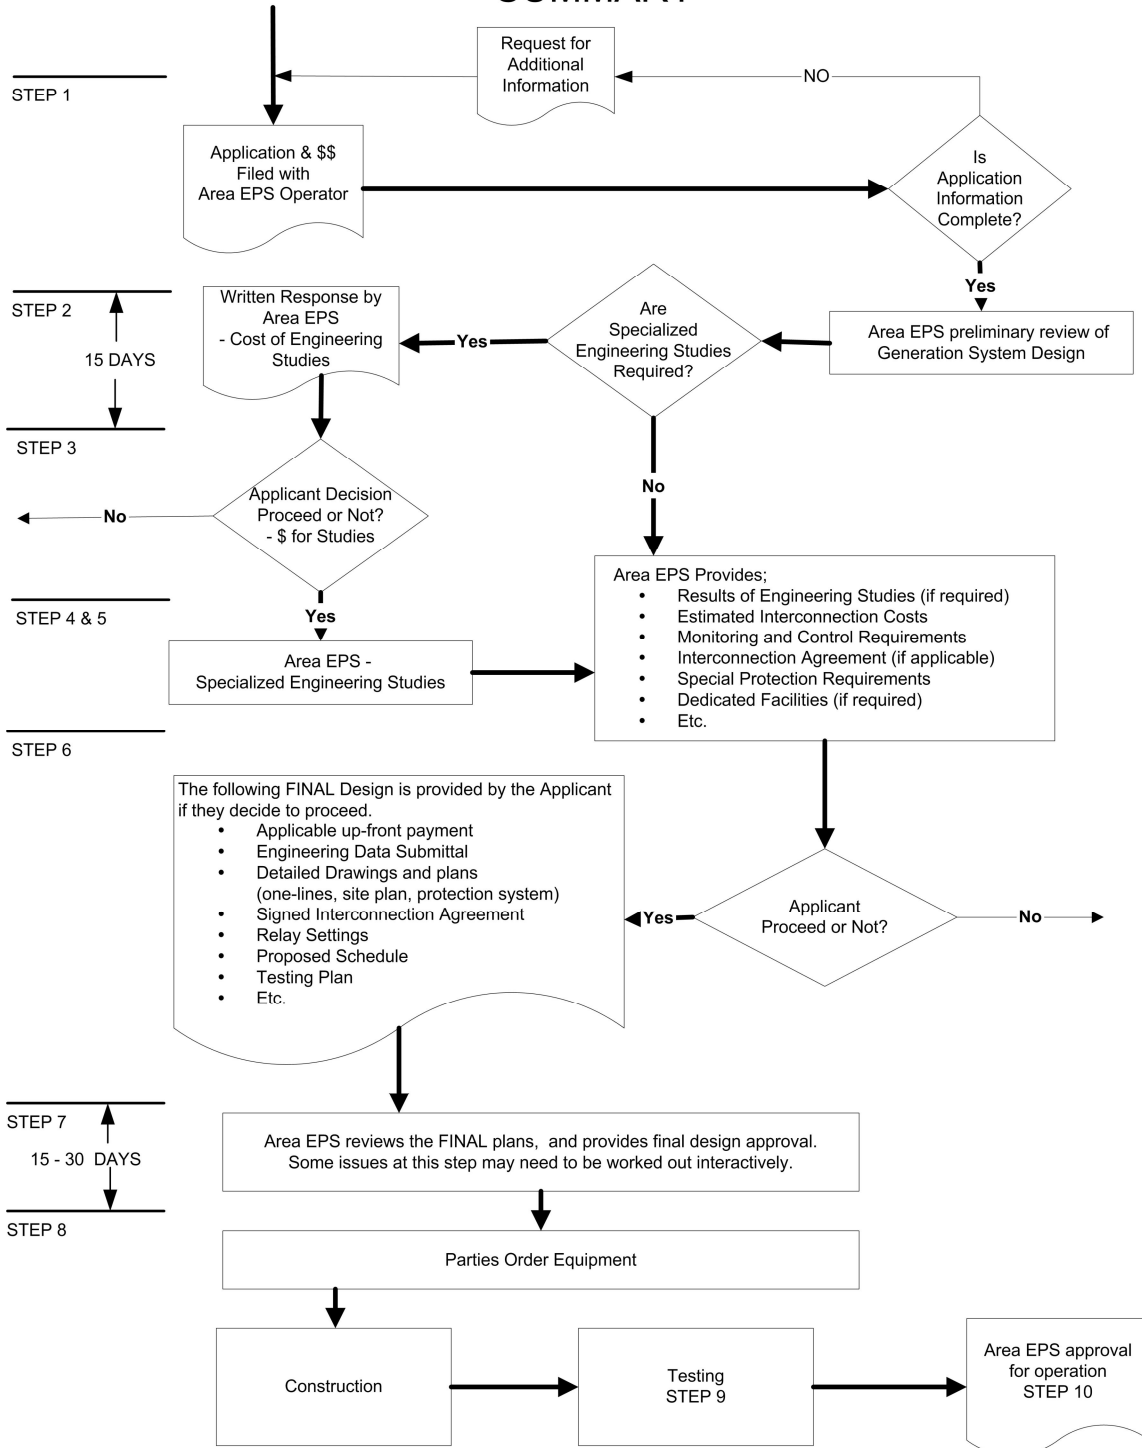 SUMMARY
Request for
Additional
Information
NO
STEP 1
Application & $$
Filed with
Area EPS Operator
Is
Application
Information
Complete?
Yes
STEP 2
15 DAYS
Written Response by
Area EPS
- Cost of Engineering
Studies
Yes
Are
Specialized
Engineering Studies
Required?
Area EPS preliminary review of
Generation System Design
STEP 3
No
Applicant Decision
Proceed or Not?
- $ for Studies
No
Yes
STEP 4 & 5
Area EPS -
Specialized Engineering Studies
Area EPS Provides;
• Results of Engineering Studies (if required)
• Estimated Interconnection Costs
• Monitoring and Control Requirements
• Interconnection Agreement (if applicable)
• Special Protection Requirements
• Dedicated Facilities (if required)
• Etc.
STEP 6
The following FINAL Design is provided by the Applicant
if they decide to proceed.
• Applicable up-front payment
• Engineering Data Submittal
• Detailed Drawings and plans
(one-lines, site plan, protection system)
• Signed Interconnection Agreement
• Relay Settings
• Proposed Schedule
• Testing Plan
• Etc.
Yes
Applicant
Proceed or Not?
No
STEP 7
15 - 30 DAYS
Area EPS reviews the FINAL plans, and provides final design approval.
Some issues at this step may need to be worked out interactively.
STEP 8
Parties Order Equipment
Construction
Testing
STEP 9
Area EPS approval
for operation
STEP 10